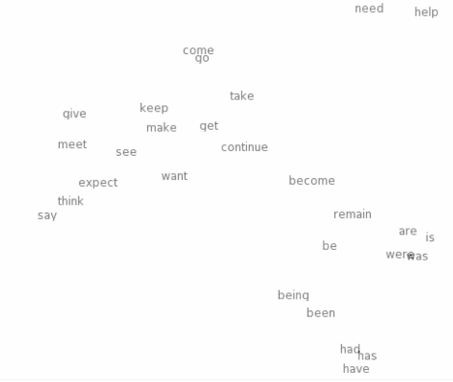 need
help
come
go
take
keep
give
get
make
meet
continue
see
want
become
expect
think
say
remain
are
is
be
were
was
being
been
had
has
have